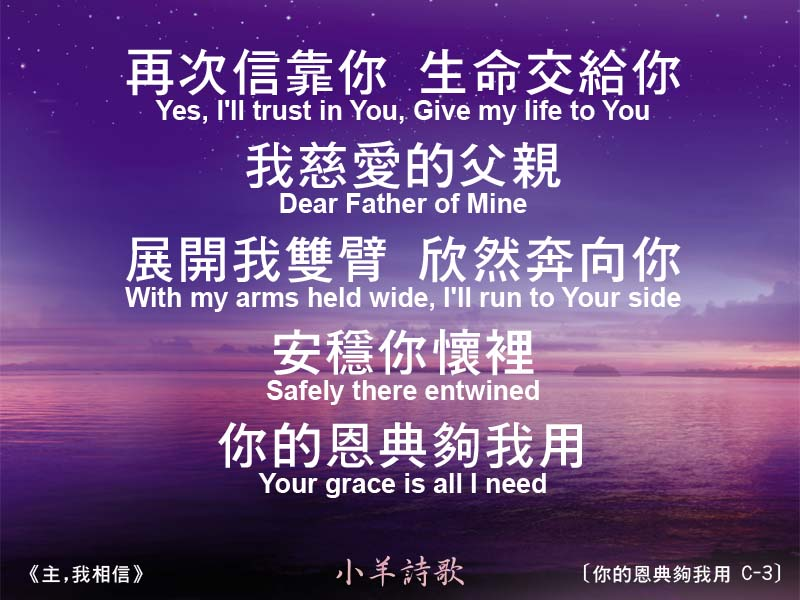 再次信靠你 生命交給你
Yes, I'll trust in You, Give my life to You
我慈愛的父親
Dear Father of Mine
展開我雙臂 欣然奔向你
With my arms held wide, I'll run to Your side
安穩你懷裡
Safely there entwined
你的恩典夠我用
Your grace is all I need
《主,我相信》 小羊詩歌 〔你的恩典夠我用 C-3〕